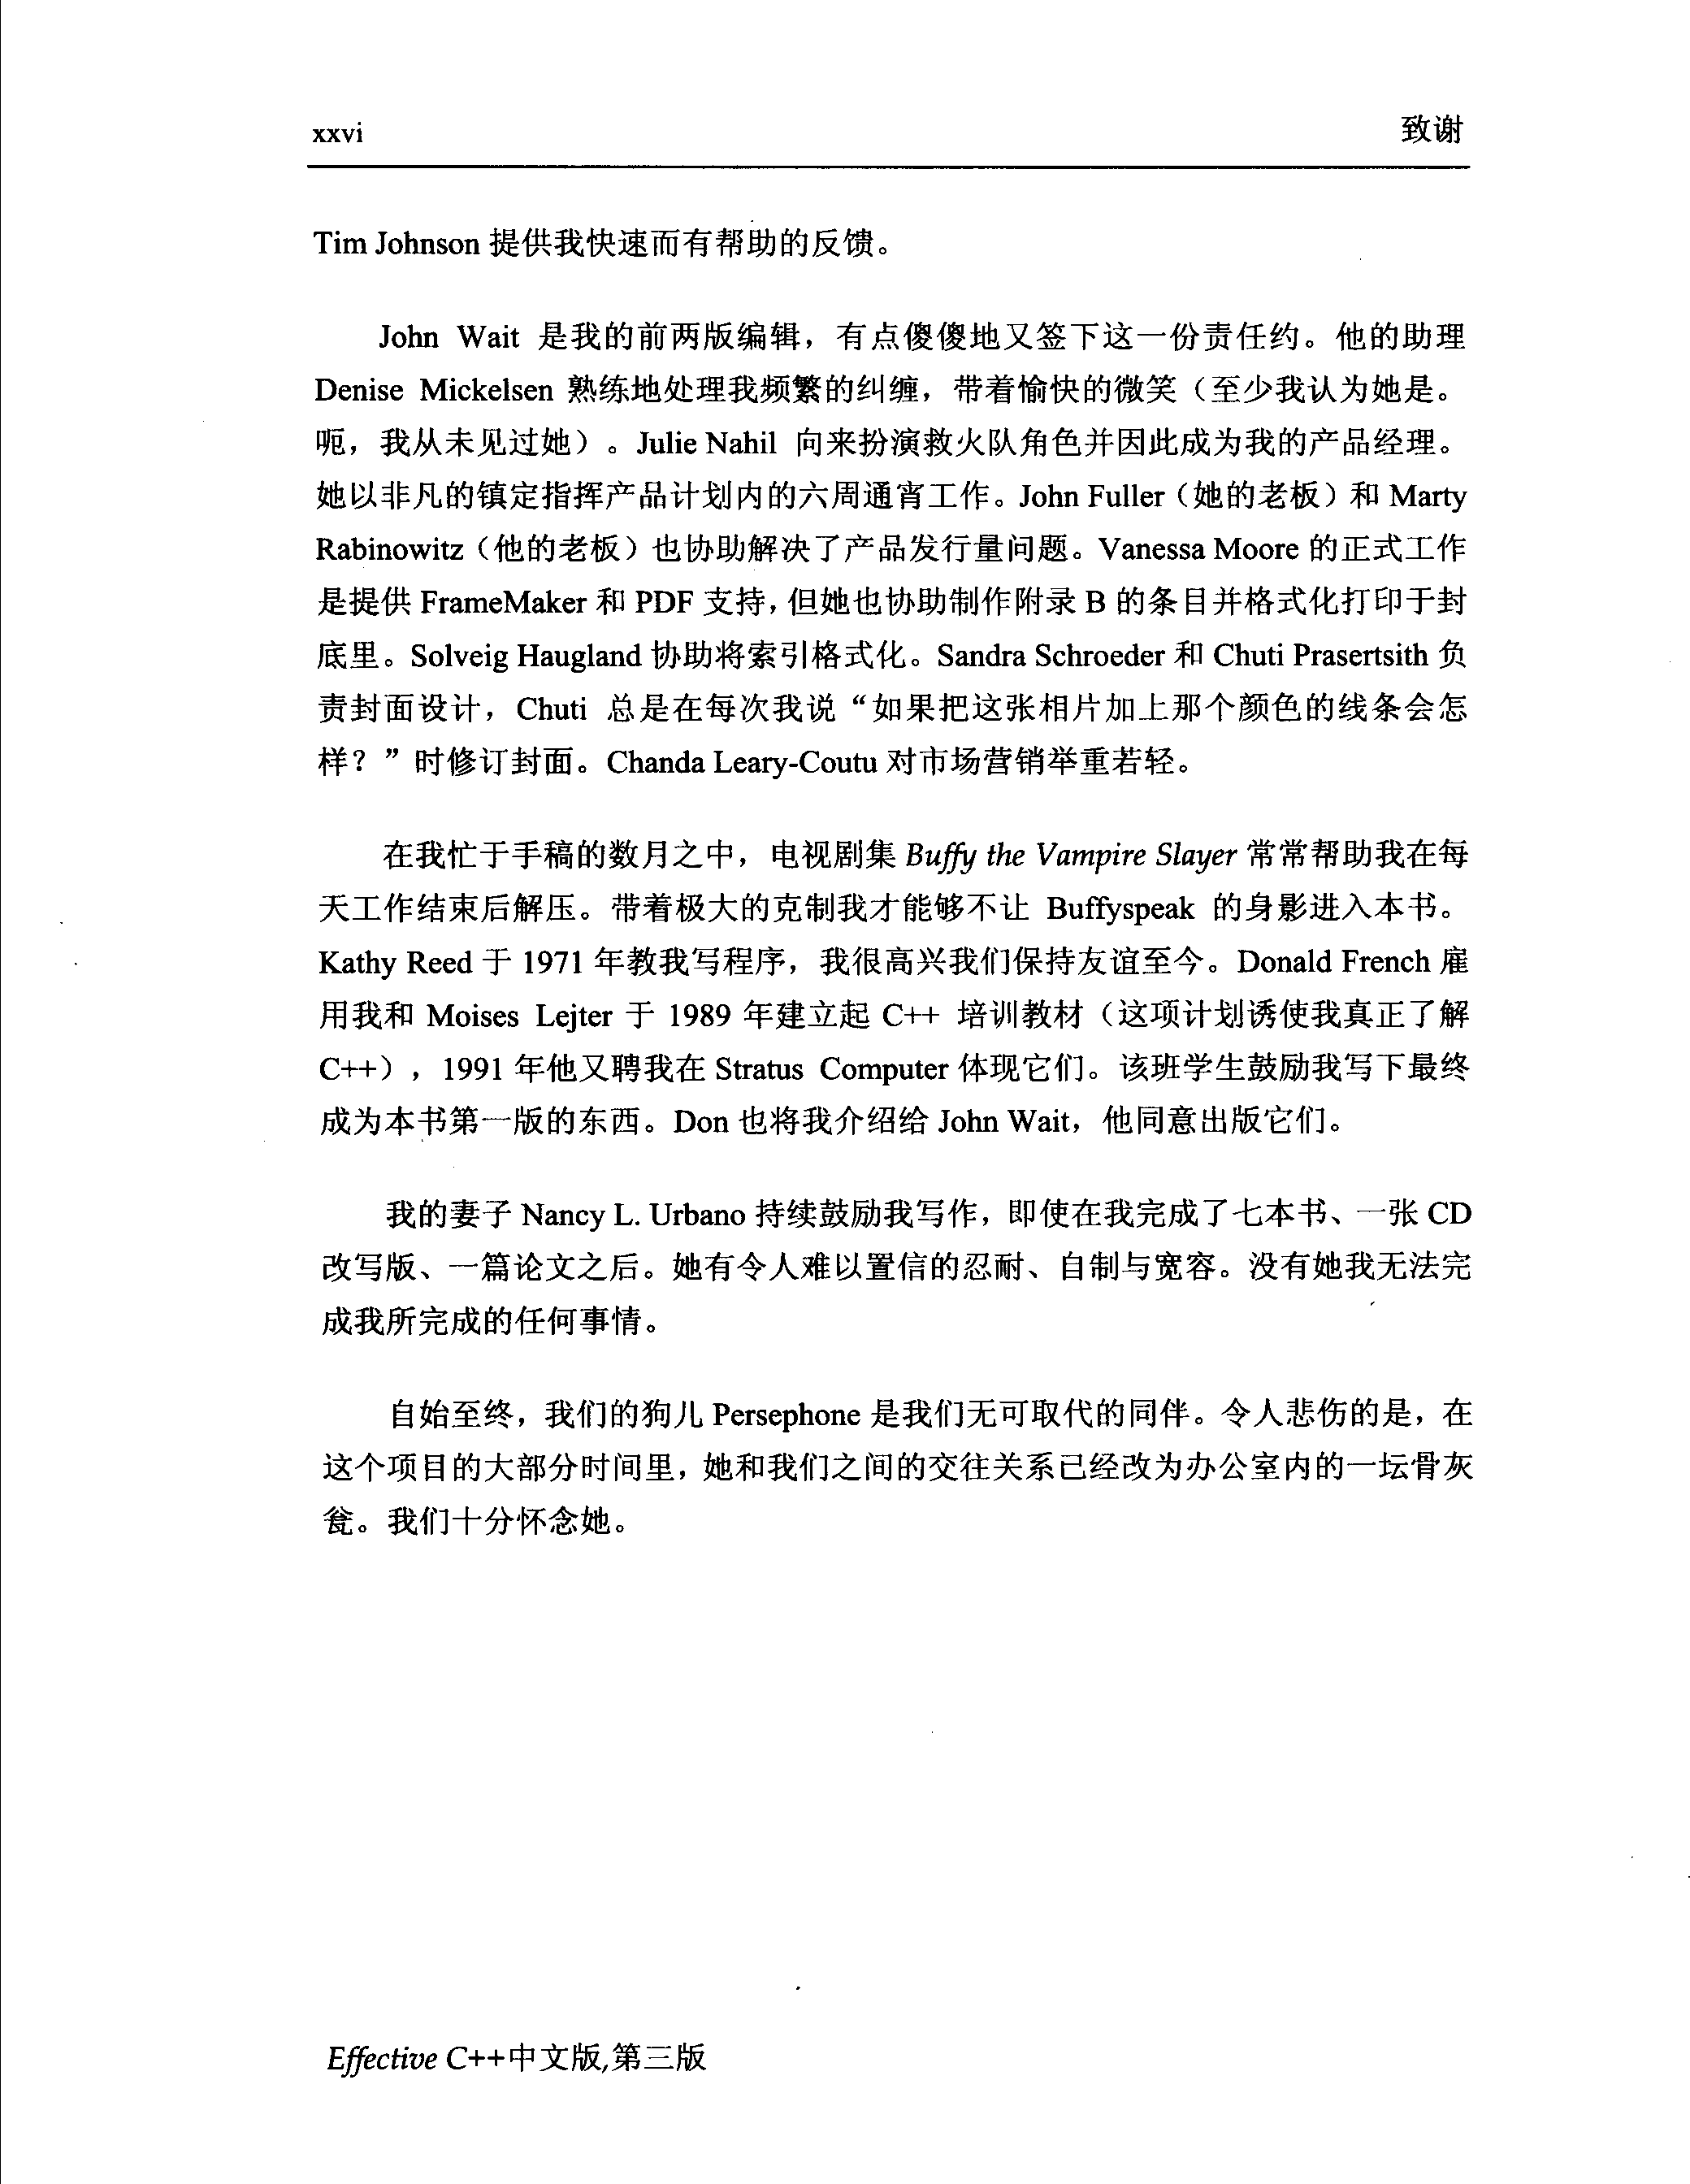 xxvi 致谢
Tim Johnson 提供我快速而有帮助的反馈。
John Wait 是我的前两版编辑，有点傻傻地又签下这一份责任约。他的助理
Denise Mickelsen 熟练地处理我频繁的纠缠，带着愉快的微笑（至少我认为她是。
呃，我从未见过她）。Julie Nahil 向来扮演救火队角色并因此成为我的产品经理。
她以非凡的镇定指挥产品计划内的六周通宵工作。John Fuller（她的老板）和 Marty
Rabinowitz（他的老板）也协助解决了产品发行量问题。Vanessa Moore 的正式工作
是提供 FrameMaker 和 PDF 支持，但她也协助制作附录 B 的条目并格式化打印于封
底里。Solveig Haugland 协助将索引格式化。Sandra Schroeder 和 Chuti Prasertsith 负
责封面设计，Chuti 总是在每次我说“如果把这张相片加上那个颜色的线条会怎
样？”时修订封面。Chanda Leary-Coutu 对市场营销举重若轻。
在我忙于手稿的数月之中，电视剧集 Buffy the Vampire Slayer 常常帮助我在每
天工作结束后解压。带着极大的克制我才能够不让 Buffyspeak 的身影进入本书。
Kathy Reed 于 1971 年教我写程序，我很高兴我们保持友谊至今。Donald French 雇
用我和 Moises Lejter 于 1989 年建立起 C++ 培训教材（这项计划诱使我真正了解
C++），1991 年他又聘我在 Stratus Computer 体现它们。该班学生鼓励我写下最终
成为本书第一版的东西。Don 也将我介绍给 John Wait，他同意出版它们。
我的妻子 Nancy L. Urbano 持续鼓励我写作，即使在我完成了七本书、一张 CD
改写版、一篇论文之后。她有令人难以置信的忍耐、自制与宽容。没有她我无法完
成我所完成的任何事情。
自始至终，我们的狗儿 Persephone 是我们无可取代的同伴。令人悲伤的是，在
这个项目的大部分时间里，她和我们之间的交往关系已经改为办公室内的一坛骨灰
瓮。我们十分怀念她。
Effective C++中文版,第三版